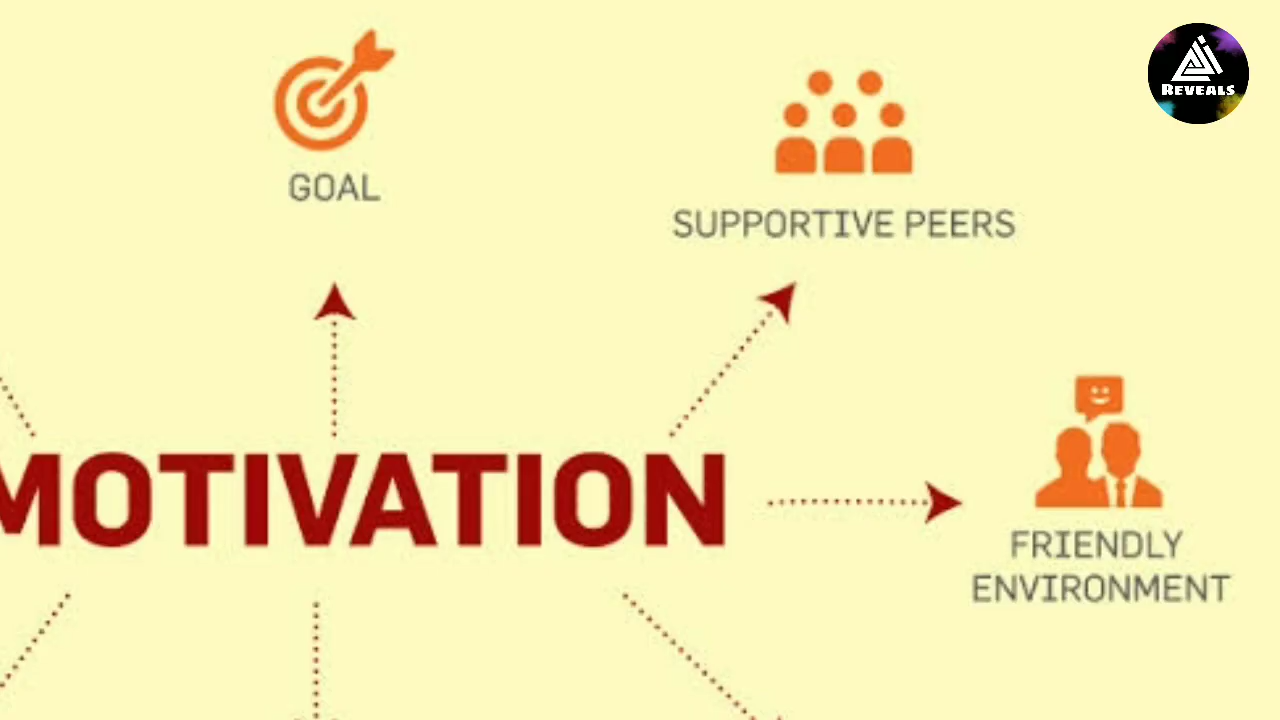 REVEALS
GOAL
SUPPORTIVE PEERS
MOTIVATION
FRIENDLY
ENVIRONMENT